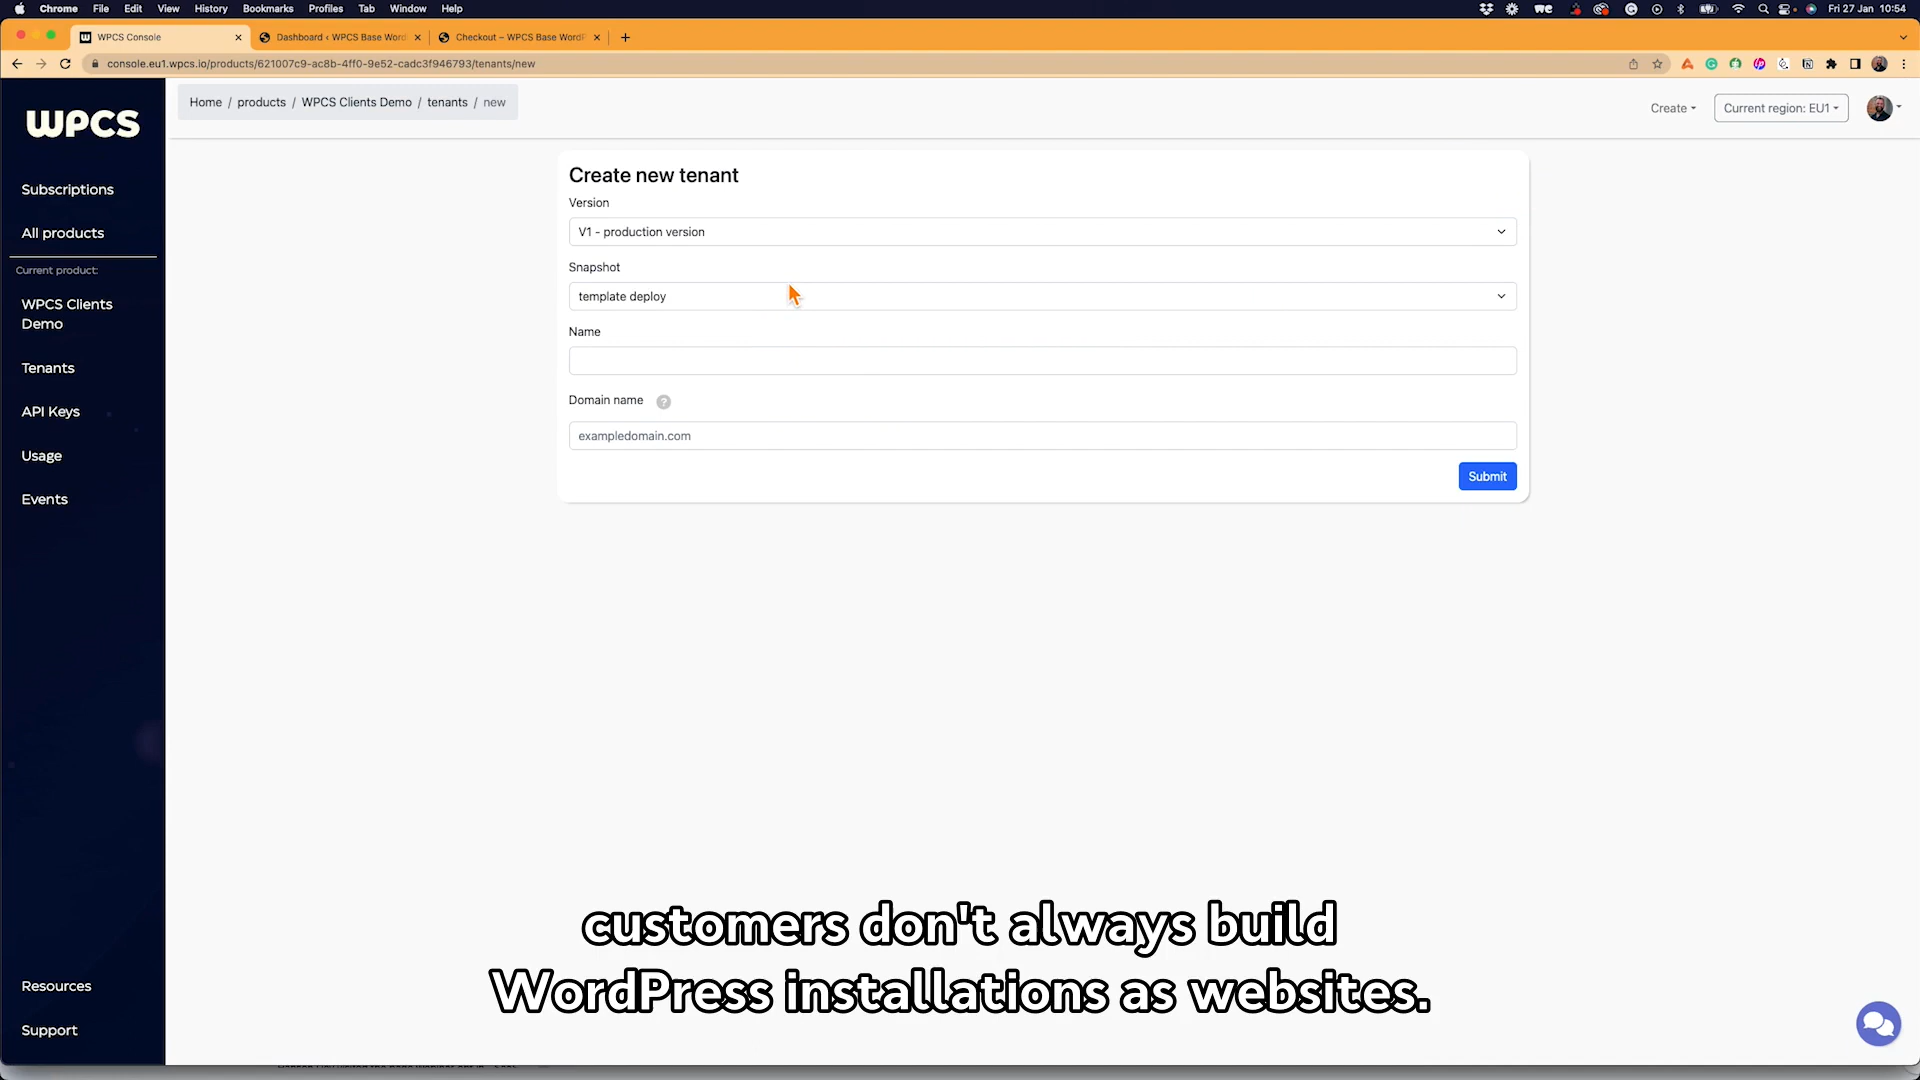 Chrome File Edit View History Bookmarks Profiles Tab Window Help
Fri 27 Jan 10:54
WPCS Console
Dashboard ‹ WPCS Base Word
Checkout – WPCS Base WordP
console.eu1.wpcs.io/products/621007c9-ac8b-4ff0-9e52-cadc3f946793/tenants/new
WPCS
Home / products / WPCS Clients Demo / tenants / new
Create
Current region: EU1
Subscriptions
All products
Current product:
WPCS Clients
Demo
Tenants
API Keys
Usage
Events
Resources
Support
Create new tenant
Version
V1 - production version
Snapshot
template deploy
Name
Domain name ?
exampledomain.com
Submit
customers don't always build
WordPress installations as websites.